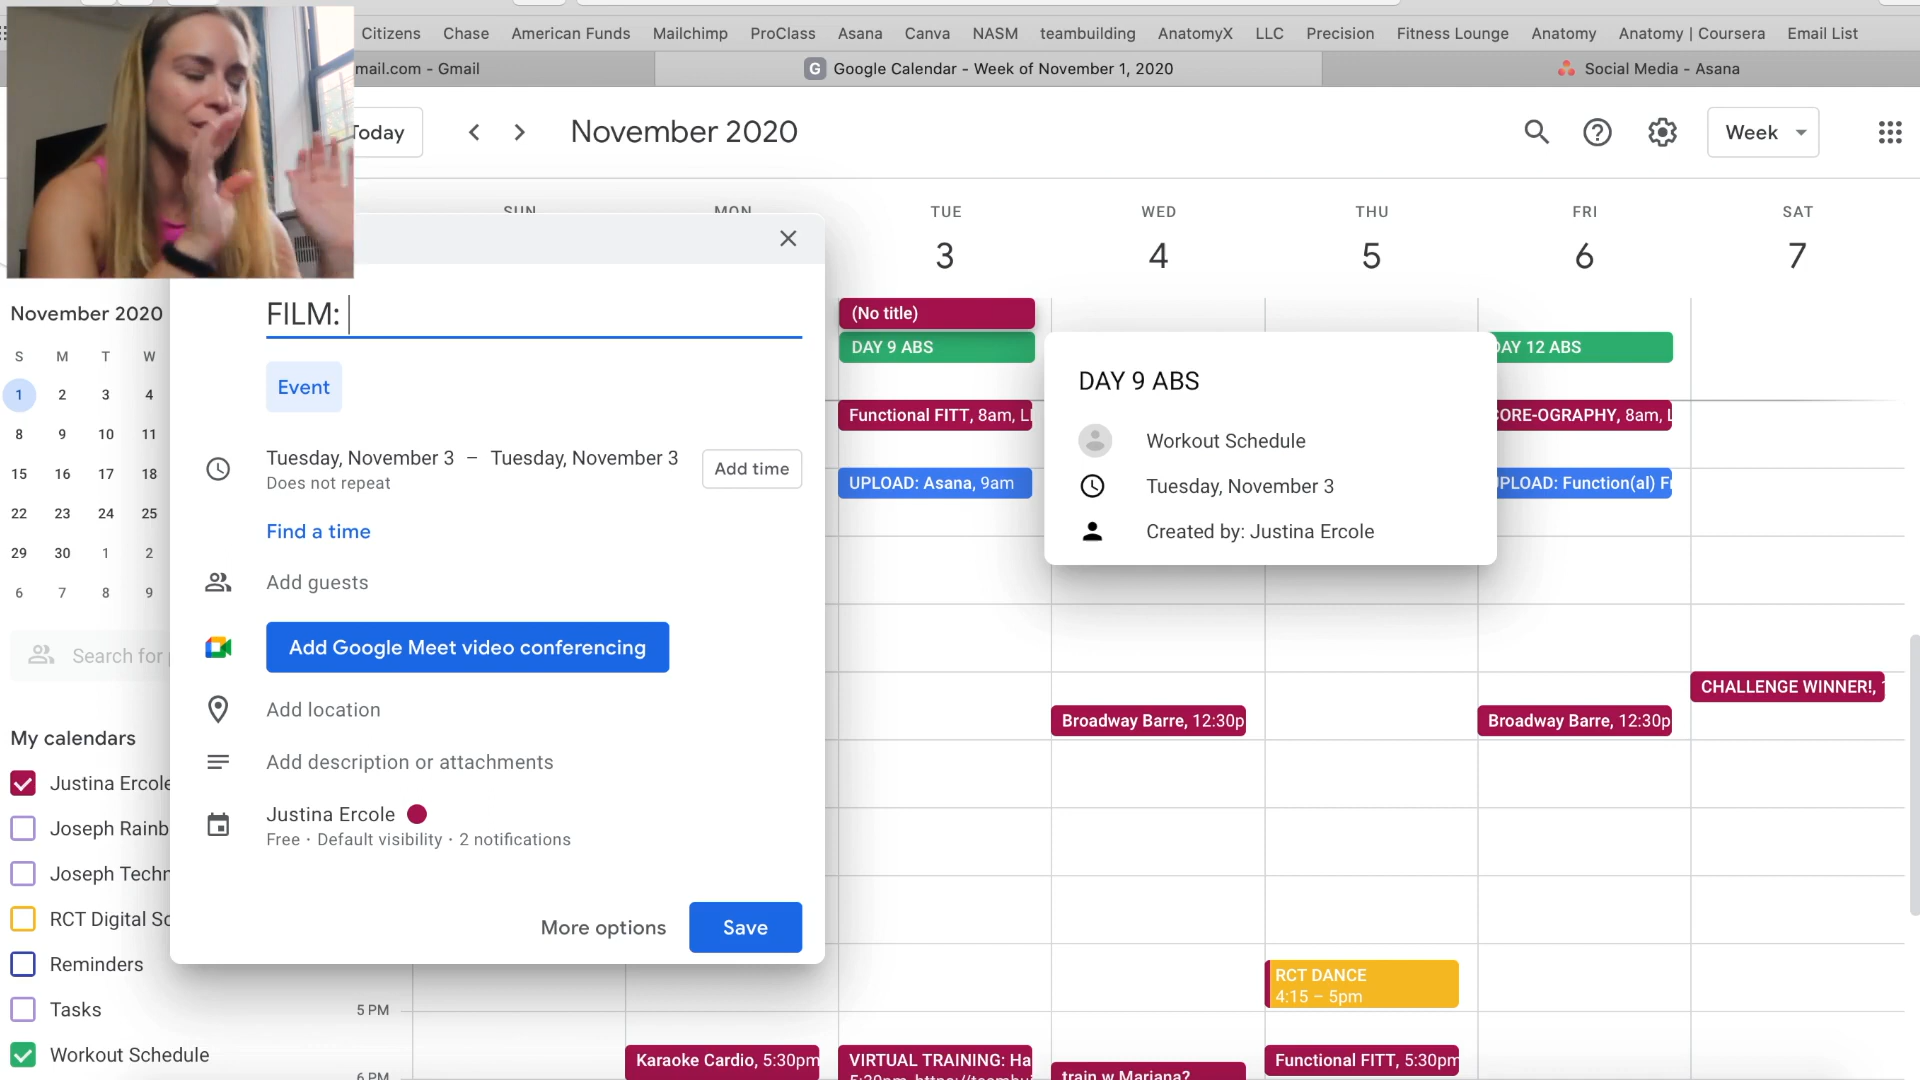 Citizens Chase American Funds Mailchimp ProClass Asana Canva NASM teambuilding AnatomyX LLC Precision Fitness Lounge Anatomy Anatomy | Coursera Email List
mail.com - Gmail
G Google Calendar - Week of November 1, 2020
Social Media - Asana
Today
November 2020
Week
SUN
MON
TUE
3
WED
4
THU
5
FRI
6
SAT
7
November 2020
S M T W
1 2 3 4
8 9 10 11
15 16 17 18
22 23 24 25
29 30 1 2
6 7 8 9
Search for
My calendars
Justina Ercole
Joseph Rainb
Joseph Techn
RCT Digital Sc
Reminders
Tasks
Workout Schedule
FILM:
Event
Tuesday, November 3 – Tuesday, November 3
Does not repeat
Add time
Find a time
Add guests
Add Google Meet video conferencing
Add location
Add description or attachments
Justina Ercole
Free · Default visibility · 2 notifications
More options
Save
(No title)
DAY 9 ABS
Functional FITT, 8am, L
UPLOAD: Asana, 9am
DAY 9 ABS
Workout Schedule
Tuesday, November 3
Created by: Justina Ercole
DAY 12 ABS
CORE-OGRAPHY, 8am, L
UPLOAD: Function(al) Fr
Broadway Barre, 12:30p
Broadway Barre, 12:30p
CHALLENGE WINNER!,
RCT DANCE
4:15 – 5pm
5 PM
6 PM
Karaoke Cardio, 5:30pm
VIRTUAL TRAINING: Ha
5:30pm, https://teambui
train w Mariana?
Functional FITT, 5:30pm